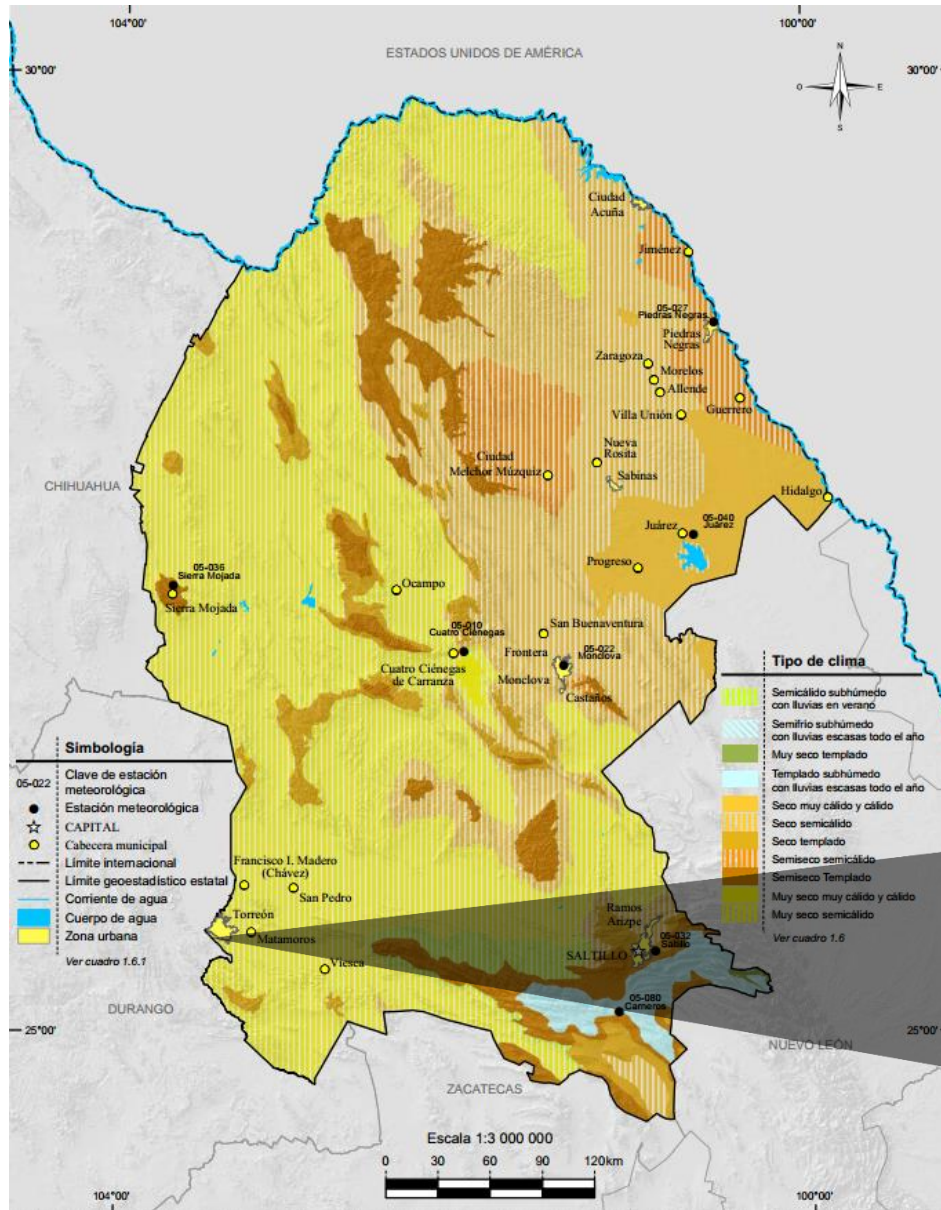 104°00'
100°00'
ESTADOS UNIDOS DE AMÉRICA
30°00'
30°00'
N
O
E
S
Ciudad
Acuña
Jiménez
05-027
Piedras Negras
Piedras
Negras
Zaragoza
Morelos
Allende
Guerrero
Villa Unión
Nueva
Rosita
Ciudad
Melchor Múzquiz
Sabinas
CHIHUAHUA
Hidalgo
05-040
Juárez
Juárez
Progreso
05-036
Sierra Mojada
Sierra Mojada
Ocampo
05-010
Cuatro Ciénegas
San Buenaventura
Cuatro Ciénegas
de Carranza
Frontera
05-022
Monclova
Monclova
Castaños
Tipo de clima
Semicálido subhúmedo
con lluvias en verano
Semifrio subhúmedo
con lluvias escasas todo el año
Muy seco templado
Templado subhúmedo
con lluvias escasas todo el año
Seco muy cálido y cálido
Seco semicálido
Seco templado
Semiseco semicálido
Semiseco Templado
Muy seco muy cálido y cálido
Muy seco semicálido
Ver cuadro 1.6
Simbología
05-022
Clave de estación
meteorológica
Estación meteorológica
CAPITAL
Cabecera municipal
Límite internacional
Límite geoestadístico estatal
Corriente de agua
Cuerpo de agua
Zona urbana
Ver cuadro 1.6.1
Francisco I. Madero
(Chávez)
San Pedro
Torreón
Matamoros
Viesca
Ramos
Arizpe
05-032
Saltillo
SALTILLO
05-080
Carneros
DURANGO
25°00'
25°00'
NUEVO LEÓN
ZACATECAS
Escala 1:3 000 000
0
30
60
90
120km
104°00'
100°00'